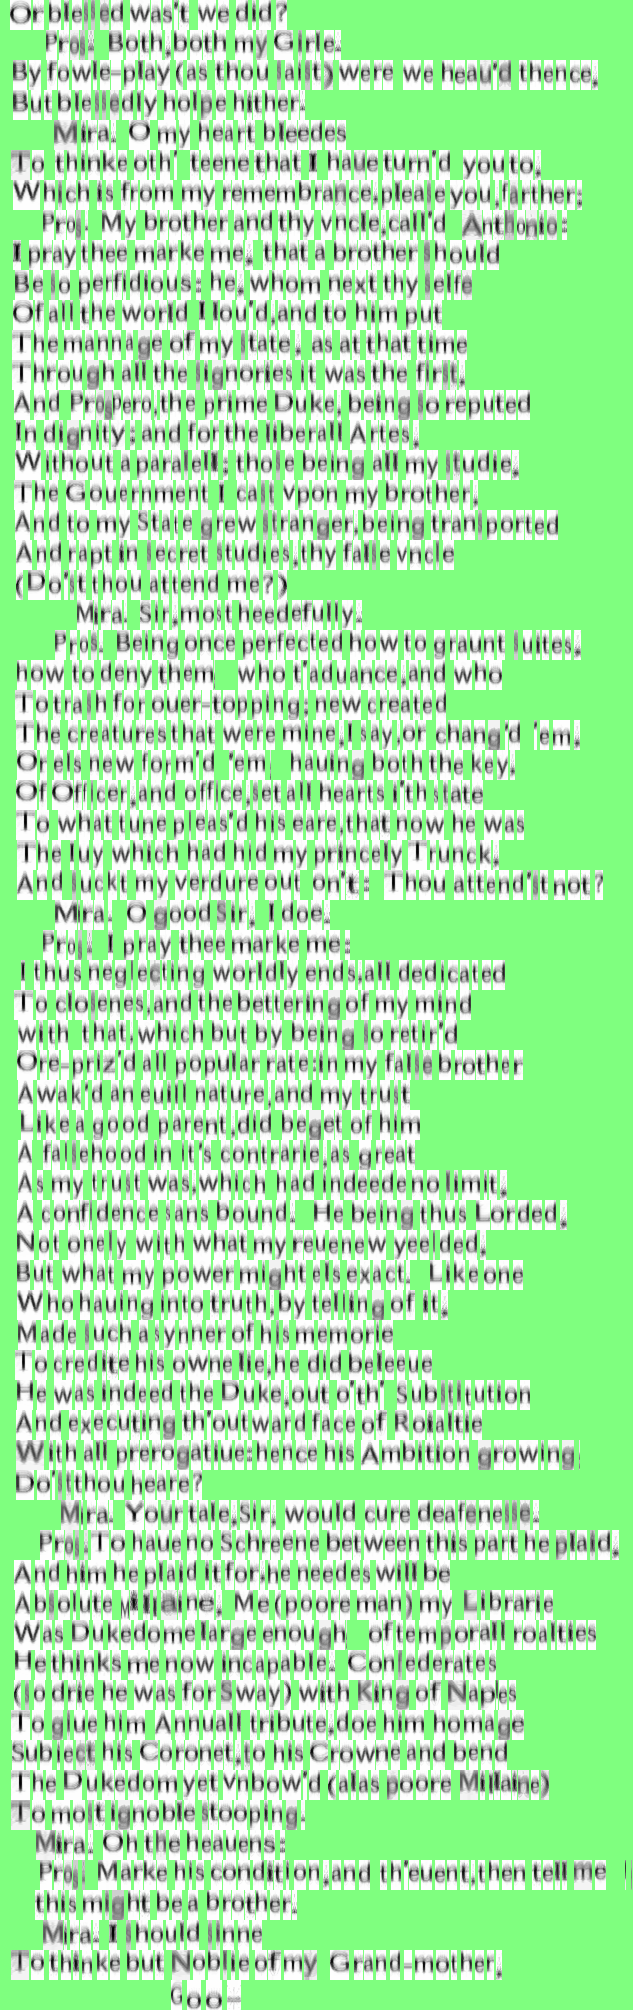 Or blessed was't we did?
Pros. Both, both my Girle.
By fowle-play (as thou saist) were we heau'd thence,
But blessedly holpe hither.
Mira. O my heart bleedes
To thinke oth' teene that I haue turn'd you to,
Which is from my remembrance, please you, farther;
Pros. My brother and thy vncle, call'd Anthonio:
I pray thee marke me, that a brother should
Be so perfidious: he, whom next thy selfe
Of all the world I lou'd, and to him put
The mannage of my state, as at that time
Through all the signories it was the first,
And Prospero, the prime Duke, being so reputed
In dignity; and for the liberall Artes,
Without a paralell; those being all my studie,
The Gouernment I cast vpon my brother,
And to my State grew stranger, being transported
And rapt in secret studies, thy false vncle
(Do'st thou attend me?)
Mira. Sir, most heedefully.
Pros. Being once perfected how to graunt suites,
how to deny them who t'aduance, and who
To trash for ouer-topping; new created
The creatures that were mine, I say, or chang'd 'em,
Or els new form'd 'em hauing both the key,
Of Officer, and office, set all hearts i'th state
To what tune pleas'd his eare, that now he was
The Iuy which had hid my princely Trunck,
And suckt my verdure out on't: Thou attend'st not?
Mira. O good Sir, I doe.
Pros. I pray thee marke me:
I thus neglecting worldly ends, all dedicated
To closenes, and the bettering of my mind
with that, which but by being so retir'd
Ore-priz'd all popular rate: in my false brother
Awak'd an euill nature, and my trust
Like a good parent, did beget of him
A falsehood in it's contrarie, as great
As my trust was, which had indeede no limit,
A confidence sans bound. He being thus Lorded,
Not onely with what my reuenew yeelded,
But what my power might els exact. Like one
Who hauing into truth, by telling of it,
Made such a synner of his memorie
To credite his owne lie, he did beleeue
He was indeed the Duke, out o'th' Substitution
And executing th'outward face of Roialtie
With all prerogatiue: hence his Ambition growing:
Do'st thou heare?
Mira. Your tale, Sir, would cure deafenesse.
Pros. To haue no Schreene between this part he plaid,
And him he plaid it for, he needes will be
Absolute Millaine, Me (poore man) my Librarie
Was Dukedome large enough of temporall roalties
He thinks me now incapable. Confederates
(so drie he was for Sway) with King of Naples
To giue him Annuall tribute, doe him homage
Subiect his Coronet, to his Crowne and bend
The Dukedom yet vnbow'd (alas poore Millaine)
To most ignoble stooping.
Mira. Oh the heauens:
Pros. Marke his condition, and th'euent, then tell me
this might be a brother.
Mira. I should sinne
To thinke but Noblie of my Grand-mother,
Goo-